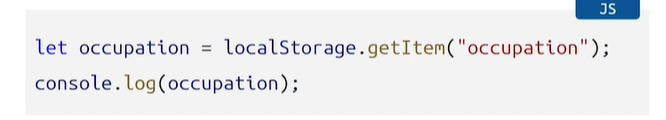 JS
let occupation = localStorage.getItem("occupation");
console.log(occupation);